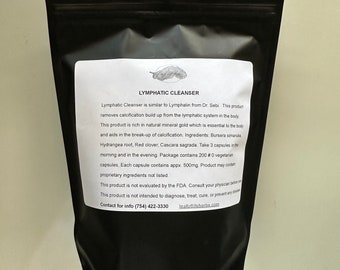 LYMPHATIC CLEANSER
Lymphatic Cleanser is similar to Lymphalin from Dr. Sebi. This product
removes calcification build up from the lymphatic system in the body.
This product is rich in natural mineral gold which is essential to the body
and aids in the break-up of calcification. Ingredients: Bursera simaruba,
Hydrangea root, Red clover, Cascara sagrada, Take 3 capsules in the
morning and in the evening. Package contains 200 # 0 vegetarian
capsules, Each capsule contains appx. 500mg. Product may contain
proprietary ingredients not listed.
This product is not evaluated by the FDA. Consult your physician before
This product is not intended to diagnose, treat, cure, or prevent any
Contact for info (754) 422-3330